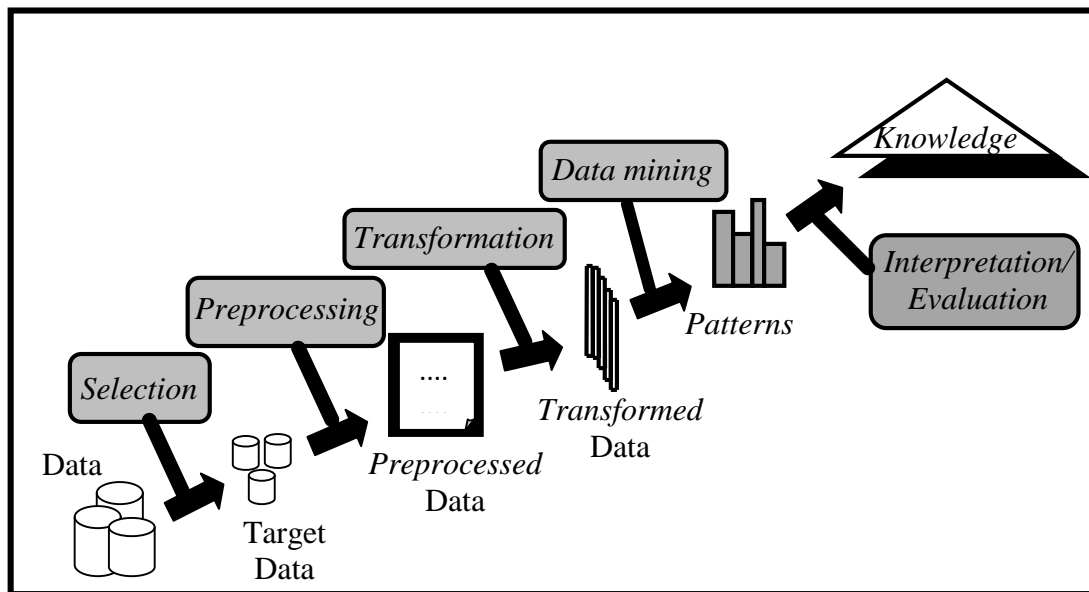 Knowledge
Data mining
Interpretation/
Evaluation
Transformation
Patterns
Preprocessing
Transformed
Data
Selection
....
Preprocessed
Data
Data
Target
Data